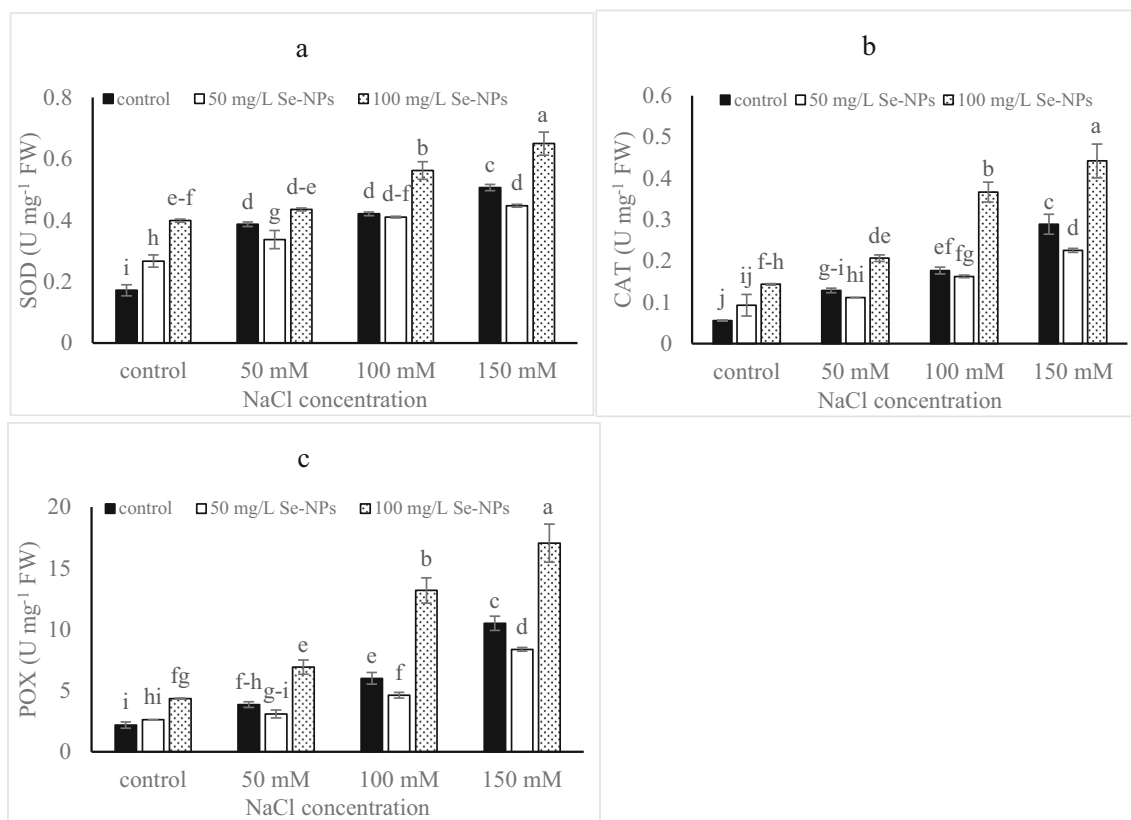 a
control 50 mg/L Se-NPs 100 mg/L Se-NPs
SOD (U mg-1 FW)
0.8
0.6
0.4
0.2
0
i h e-f d g d-e d d-f b c d a
control 50 mM 100 mM 150 mM
NaCl concentration
b
control 50 mg/L Se-NPs 100 mg/L Se-NPs
CAT (U mg-1 FW)
0.6
0.5
0.4
0.3
0.2
0.1
0
j ij f-h g-i hi de ef fg b c d a
control 50 mM 100 mM 150 mM
NaCl concentration
c
control 50 mg/L Se-NPs 100 mg/L Se-NPs
POX (U mg-1 FW)
20
15
10
5
0
i hi fg f-h g-i e e f b c d a
control 50 mM 100 mM 150 mM
NaCl concentration